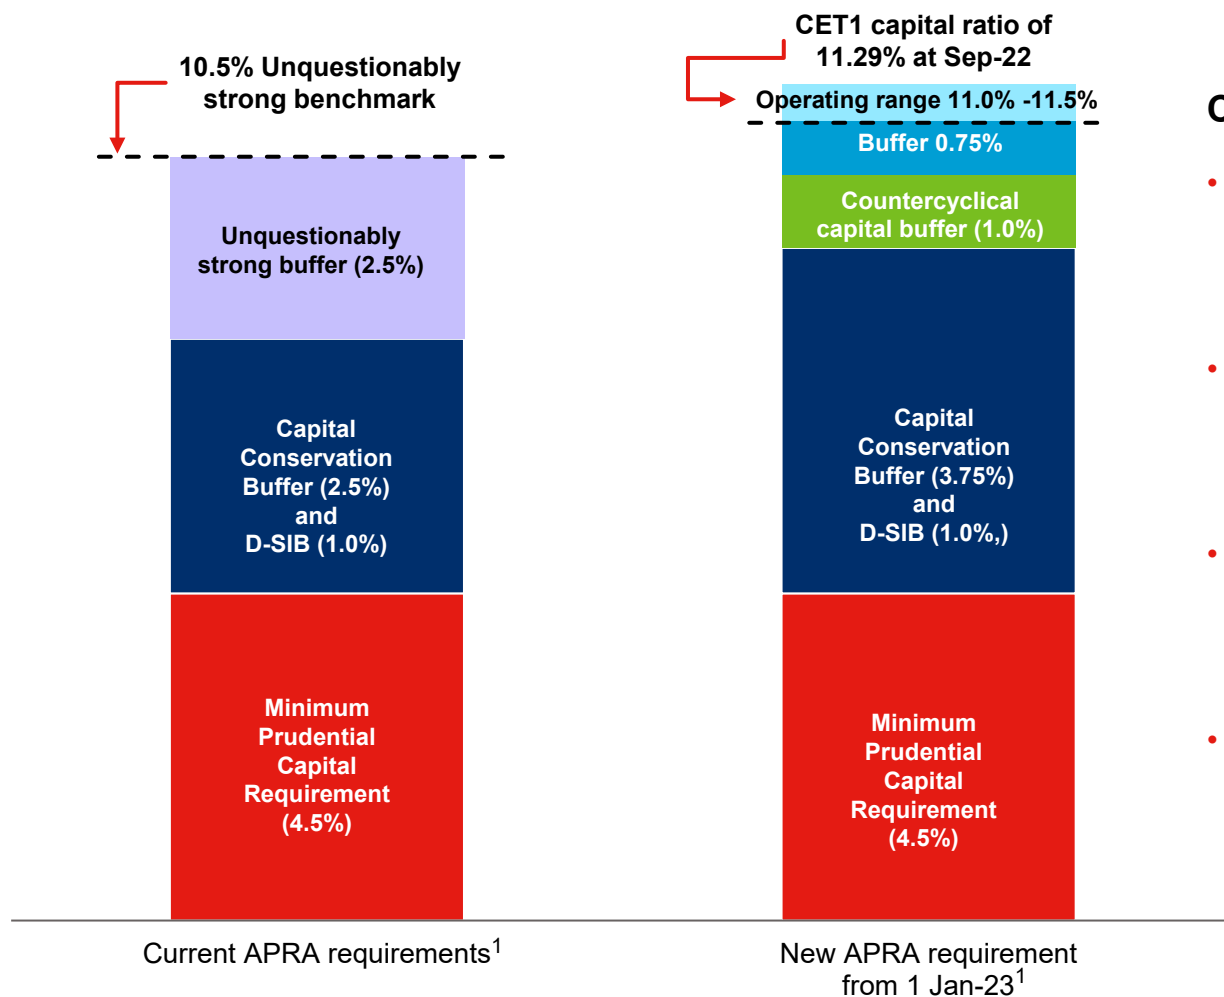 10.5% Unquestionably
strong benchmark
Unquestionably
strong buffer (2.5%)
Capital
Conservation
Buffer (2.5%)
and
D-SIB (1.0%)
Minimum
Prudential
Capital
Requirement
(4.5%)
Current APRA requirements1
CET1 capital ratio of
11.29% at Sep-22
Operating range 11.0% -11.5%
Buffer 0.75%
Countercyclical
capital buffer (1.0%)
Capital
Conservation
Buffer (3.75%)
and
D-SIB (1.0%,)
Minimum
Prudential
Capital
Requirement
(4.5%)
New APRA requirement
from 1 Jan-231